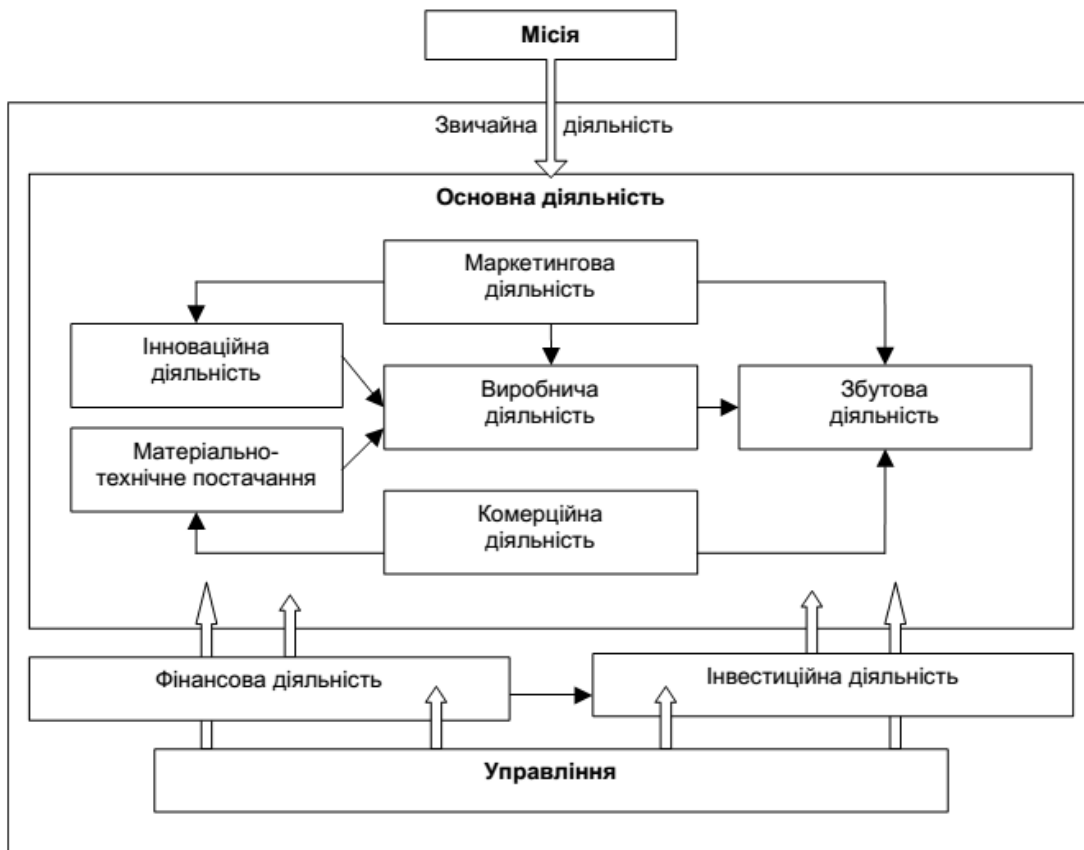 Місія
Звичайна діяльність
Основна діяльність
Маркетингова
діяльність
Інноваційна
діяльність
Виробнича
діяльність
Збутова
діяльність
Матеріально-
технічне постачання
Комерційна
діяльність
Фінансова діяльність
Інвестиційна діяльність
Управління